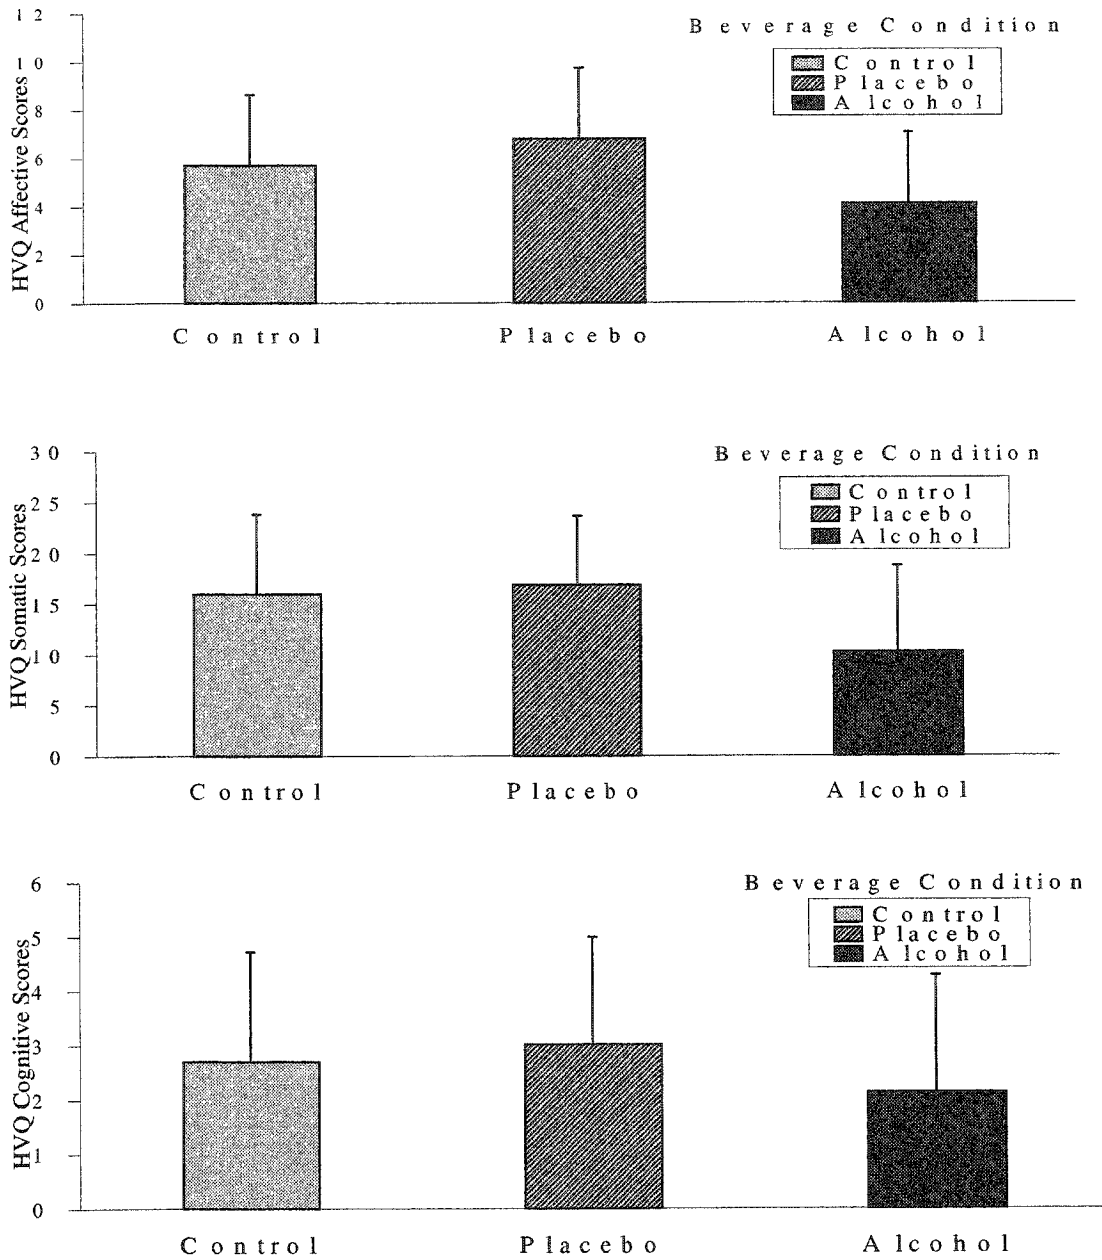 12
10
8
6
4
2
0
HVQ Affective Scores
Beverage Condition
Control
Placebo
Alcohol
Control Placebo Alcohol
30
25
20
15
10
5
0
HVQ Somatic Scores
Beverage Condition
Control
Placebo
Alcohol
Control Placebo Alcohol
6
5
4
3
2
1
0
HVQ Cognitive Scores
Beverage Condition
Control
Placebo
Alcohol
Control Placebo Alcohol